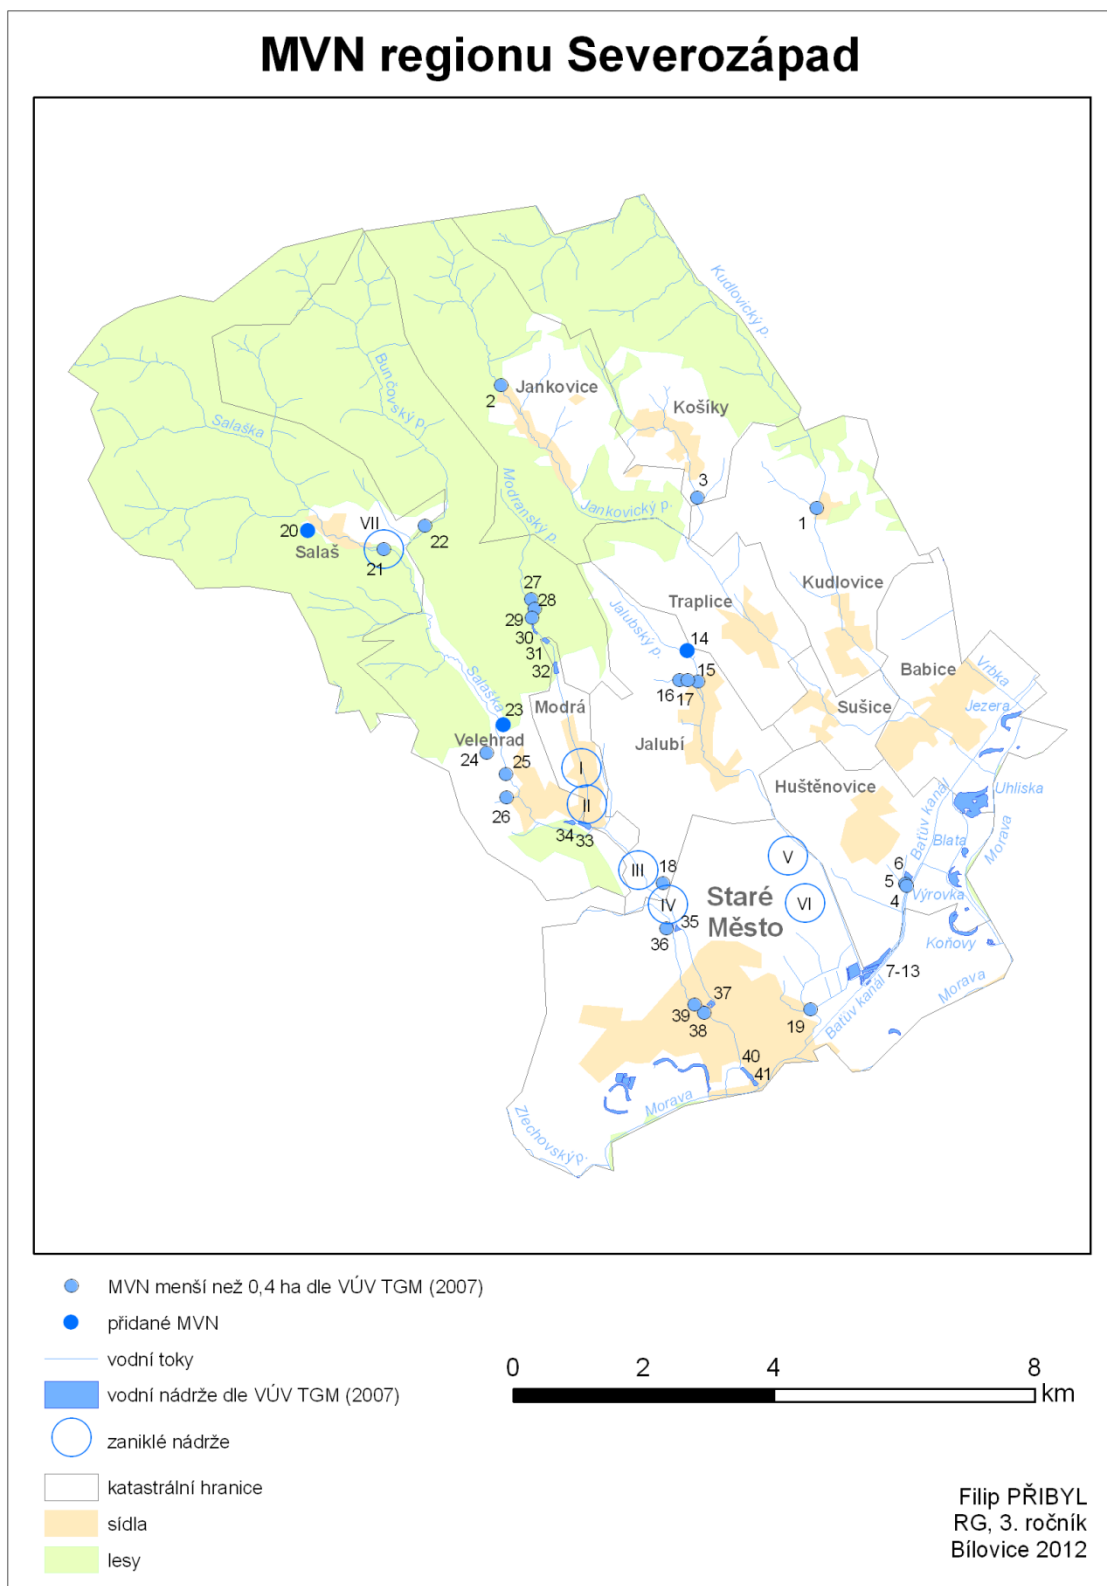 MVN regionu Severozápad
Kudlovický p.
Bunčovský p.
Jankovice
2
Košíky
Salaška
Modřanský p.
3
Jankovický p.
1
VII
20
22
Salaš
21
27
28
29
30
31
32
Kudlovice
Traplice
Jalubský p.
14
15
16
17
Babice
Vrbka
Salaška
23
Modrá
Sušice
Jezera
Velehrad
24
25
Jalubí
I
Huštěnovice
Uhliska
26
II
Baťův kanál
Blata
Morava
34
33
V
6
III
18
5
Výrovka
4
IV
Staré
Město
VI
35
36
Koňovy
7-13
Morava
37
39
38
19
Baťův kanál
40
41
Morava
Zlechovský p.
MVN menší než 0,4 ha dle VÚV TGM (2007)
přidané MVN
vodní toky
0 2 4 8
km
vodní nádrže dle VÚV TGM (2007)
zaniklé nádrže
katastrální hranice
sídla
lesy
Filip PŘIBYL
RG, 3. ročník
Bílovice 2012